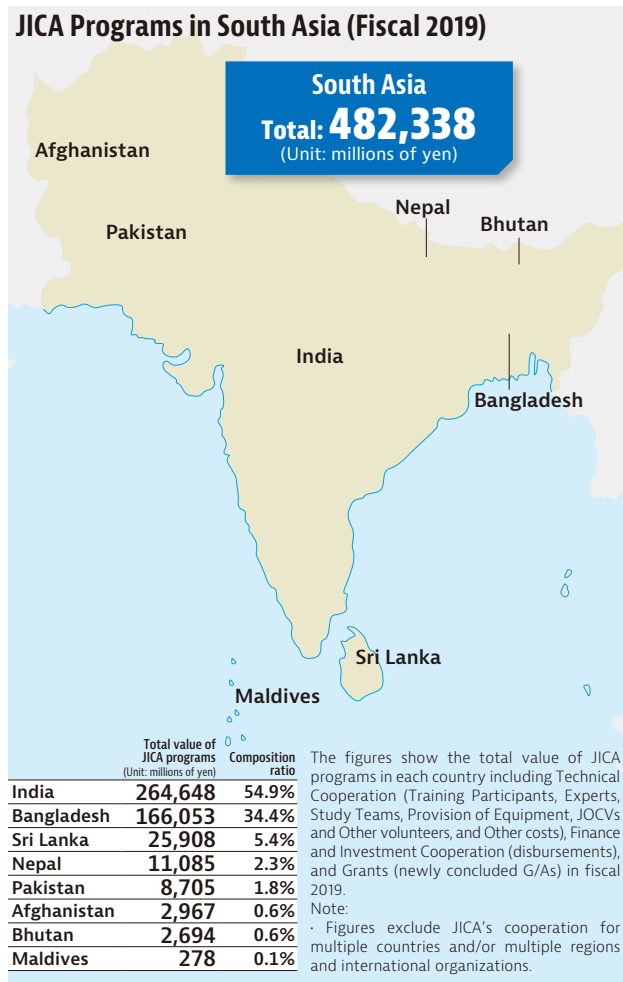 JICA Programs in South Asia (Fiscal 2019)
South Asia
Total: 482,338
(Unit: millions of yen)
Afghanistan
Pakistan
Nepal
Bhutan
India
Bangladesh
Sri Lanka
Maldives
Total value of
JICA programs
(Unit: millions of yen)
Composition
ratio
India 264,648 54.9%
Bangladesh 166,053 34.4%
Sri Lanka 25,908 5.4%
Nepal 11,085 2.3%
Pakistan 8,705 1.8%
Afghanistan 2,967 0.6%
Bhutan 2,694 0.6%
Maldives 278 0.1%
The figures show the total value of JICA
programs in each country including Technical
Cooperation (Training Participants, Experts,
Study Teams, Provision of Equipment, JOCVs
and Other volunteers, and Other costs), Finance
and Investment Cooperation (disbursements),
and Grants (newly concluded G/As) in fiscal
2019.
Note:
· Figures exclude JICA's cooperation for
multiple countries and/or multiple regions
and international organizations.